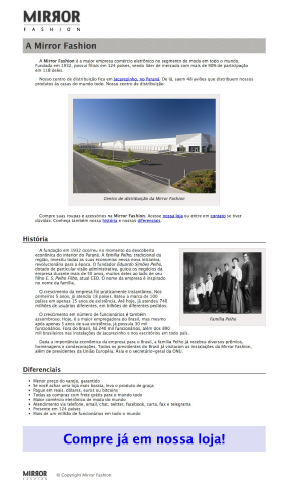 MIRROR
FASHION
A Mirror Fashion
A Mirror Fashion é a maior empresa comércio eletrônico no segmento de moda em todo o mundo.
Fundada em 1932, possui filiais em 124 países, sendo líder de mercado com mais de 90% de participação
em 118 deles.
Nosso centro de distribuição fica em Jacarezinho, no Paraná. De lá, saem 48 aviões que distribuem nossos
produtos às casas do mundo todo. Nosso centro de distribuição:
Centro de distribuição da Mirror Fashion
Compre suas roupas e acessórios na Mirror Fashion. Acesse nossa loja ou entre em contato se tiver
dúvidas. Conheça também nossa história e nossos diferenciais.
História
A fundação em 1932 ocorreu no momento da descoberta
econômica do interior do Paraná. A família Pelho, tradicional da
região, investiu todas as suas economias nessa nova iniciativa,
revolucionária para a época. O fundador Eduardo Simões Pelho,
dotado de particular visão administrativa, guiou os negócios da
empresa durante mais de 50 anos, muitos deles ao lado de seu
filho E. S. Pelho Filho, atual CEO. O nome da empresa é inspirado
no nome da família.
O crescimento da empresa foi praticamente instantâneo. Nos
primeiros 5 anos, já atendia 18 países. Bateu a marca de 100
países em apenas 15 anos de existência. Até hoje, já atendeu 740
milhões de usuários diferentes, em bilhões de diferentes pedidos.
O crescimento em número de funcionários é também
assombroso. Hoje, é a maior empregadora do Brasil, mas mesmo
após apenas 5 anos de sua existência, já possuía 30 mil
funcionários. Fora do Brasil, há 240 mil funcionários, além dos 890
mil brasileiros nas instalações de Jacarezinho e nos escritórios em todo país.
Dada a importância econômica da empresa para o Brasil, a família Pelho já recebeu diversos prêmios,
homenagens e condecorações. Todos os presidentes do Brasil já visitaram as instalações da Mirror Fashion,
além de presidentes da União Européia, Ásia e o secretário-geral da ONU.
Família Pelho
Diferenciais
Menor preço do varejo, garantido
Se você achar uma loja mais barata, leva o produto de graça
Pague em reais, dólares, euros ou bitcoins
Todas as compras com frete grátis para o mundo todo
Maior comércio eletrônico de moda do mundo
Atendimento via telefone, email, chat, twitter, facebook, carta, fax e telegrama
Presente em 124 países
Mais de um milhão de funcionários em todo o mundo
Compre já em nossa loja!
MIRROR
FASHION
© Copyright Mirror Fashion